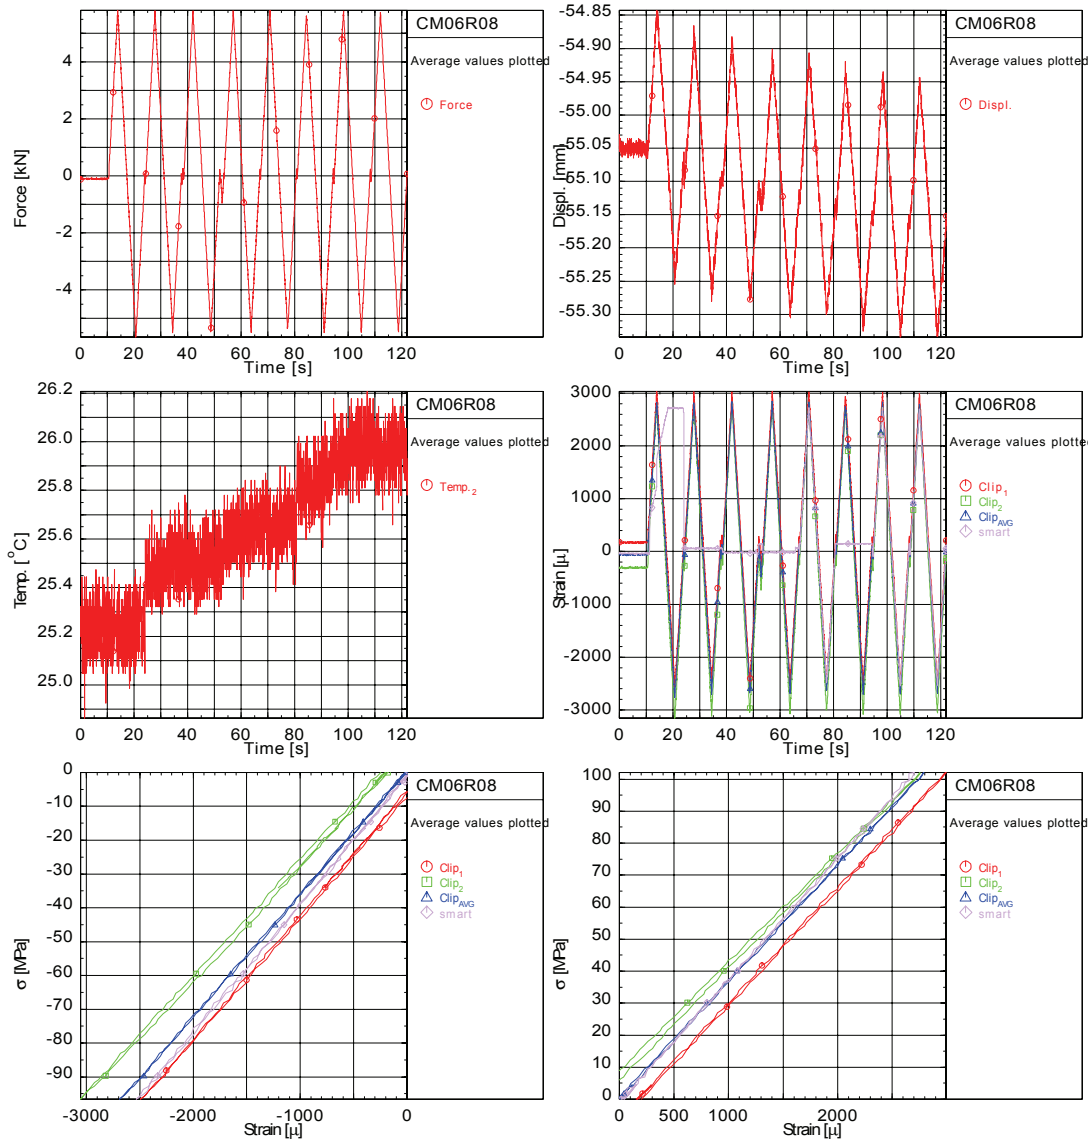 CM06R08
Average values plotted
Force
Force [kN]
4
2
0
-2
-4
0 20 40 60 80 100 120
Time [s]
CM06R08
Average values plotted
Displ.
Displ. [mm]
-54.85
-54.90
-54.95
-55.00
-55.05
-55.10
-55.15
-55.20
-55.25
-55.30
0 20 40 60 80 100 120
Time [s]
CM06R08
Average values plotted
Temp.2
Temp. [°C]
26.2
26.0
25.8
25.6
25.4
25.2
25.0
0 20 40 60 80 100 120
Time [s]
CM06R08
Average values plotted
Clip1
Clip2
ClipAVG
smart
Strain [µ]
3000
2000
1000
0
-1000
-2000
-3000
0 20 40 60 80 100 120
Time [s]
CM06R08
Average values plotted
Clip1
Clip2
ClipAVG
smart
σ [MPa]
0
-10
-20
-30
-40
-50
-60
-70
-80
-90
-3000 -2000 -1000 0
Strain [µ]
CM06R08
Average values plotted
Clip1
Clip2
ClipAVG
smart
σ [MPa]
100
90
80
70
60
50
40
30
20
10
0
0 500 1000 2000
Strain [µ]